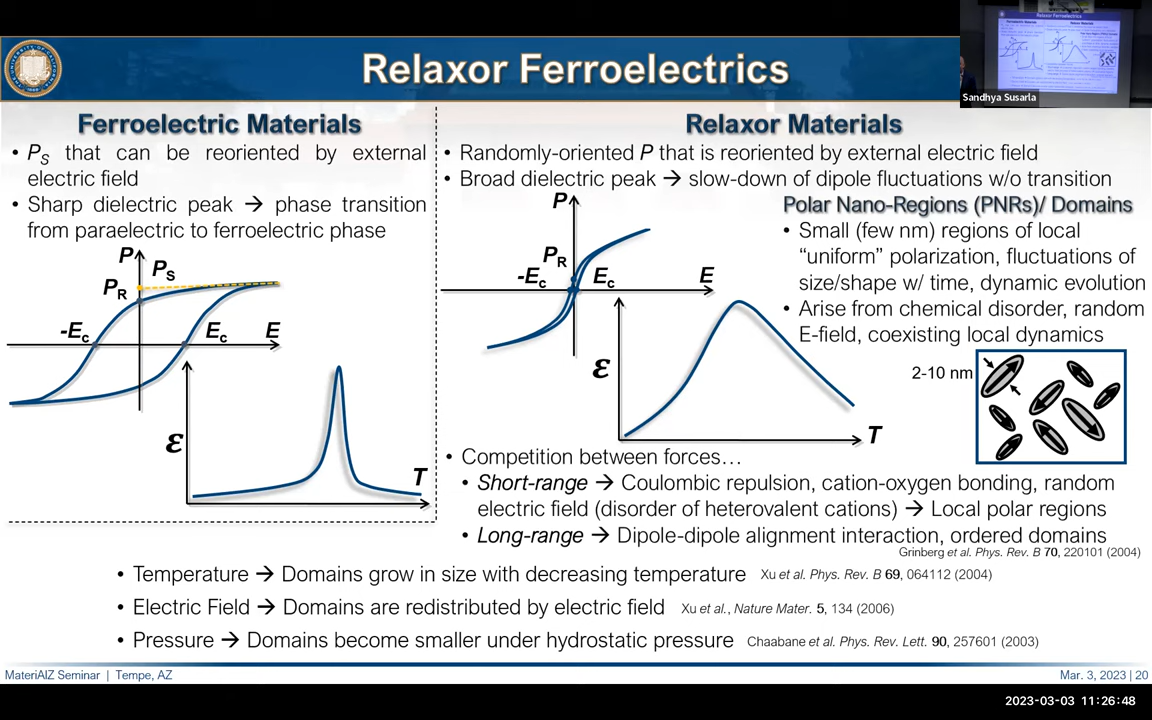 Relaxor Ferroelectrics
Sandhya Susarla
Ferroelectric Materials
• PS that can be reoriented by external
electric field
• Sharp dielectric peak → phase transition
from paraelectric to ferroelectric phase
P
PS
PR
-Ec
Ec
E
ε
T
Relaxor Materials
• Randomly-oriented P that is reoriented by external electric field
• Broad dielectric peak → slow-down of dipole fluctuations w/o transition
P
PR
-Ec
Ec
E
ε
T
Polar Nano-Regions (PNRs)/ Domains
• Small (few nm) regions of local
“uniform” polarization, fluctuations of
size/shape w/ time, dynamic evolution
• Arise from chemical disorder, random
E-field, coexisting local dynamics
2-10 nm
• Competition between forces…
• Short-range → Coulombic repulsion, cation-oxygen bonding, random
electric field (disorder of heterovalent cations) → Local polar regions
• Long-range → Dipole-dipole alignment interaction, ordered domains
Grinberg et al. Phys. Rev. B 70, 220101 (2004)
• Temperature → Domains grow in size with decreasing temperature Xu et al. Phys. Rev. B 69, 064112 (2004)
• Electric Field → Domains are redistributed by electric field Xu et al., Nature Mater. 5, 134 (2006)
• Pressure → Domains become smaller under hydrostatic pressure Chaabane et al. Phys. Rev. Lett. 90, 257601 (2003)
MateriAlZ Seminar | Tempe, AZ
Mar. 3, 2023 | 20
2023-03-03 11:26:48